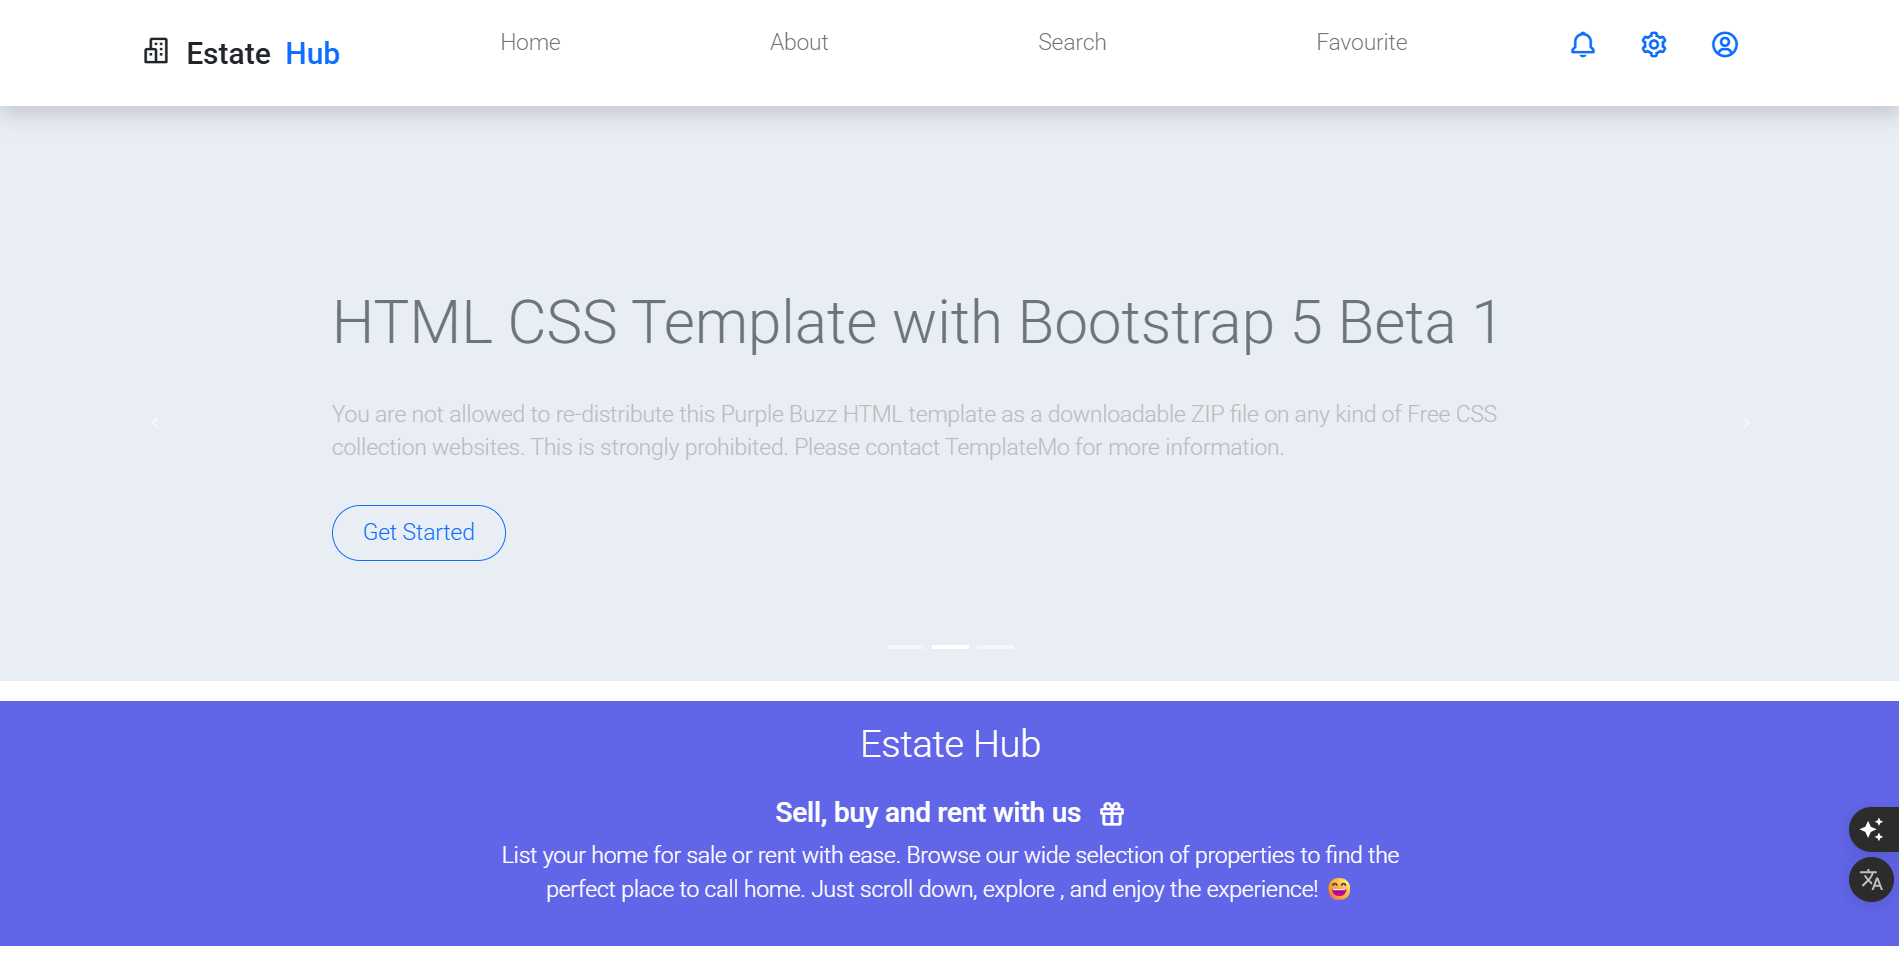 Estate Hub
Home About Search Favourite
HTML CSS Template with Bootstrap 5 Beta 1
You are not allowed to re-distribute this Purple Buzz HTML template as a downloadable ZIP file on any kind of Free CSS
collection websites. This is strongly prohibited. Please contact TemplateMo for more information.
Get Started
Estate Hub
Sell, buy and rent with us
List your home for sale or rent with ease. Browse our wide selection of properties to find the
perfect place to call home. Just scroll down, explore , and enjoy the experience! 😄